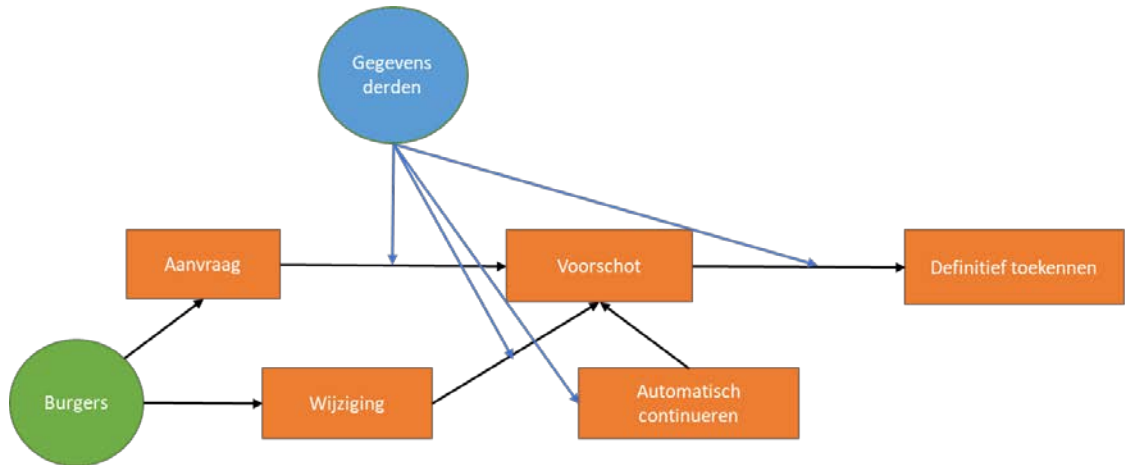 Gegevens
derden
Aanvraag
Voorschot
Definitief toekennen
Burgers
Wijziging
Automatisch
continueren